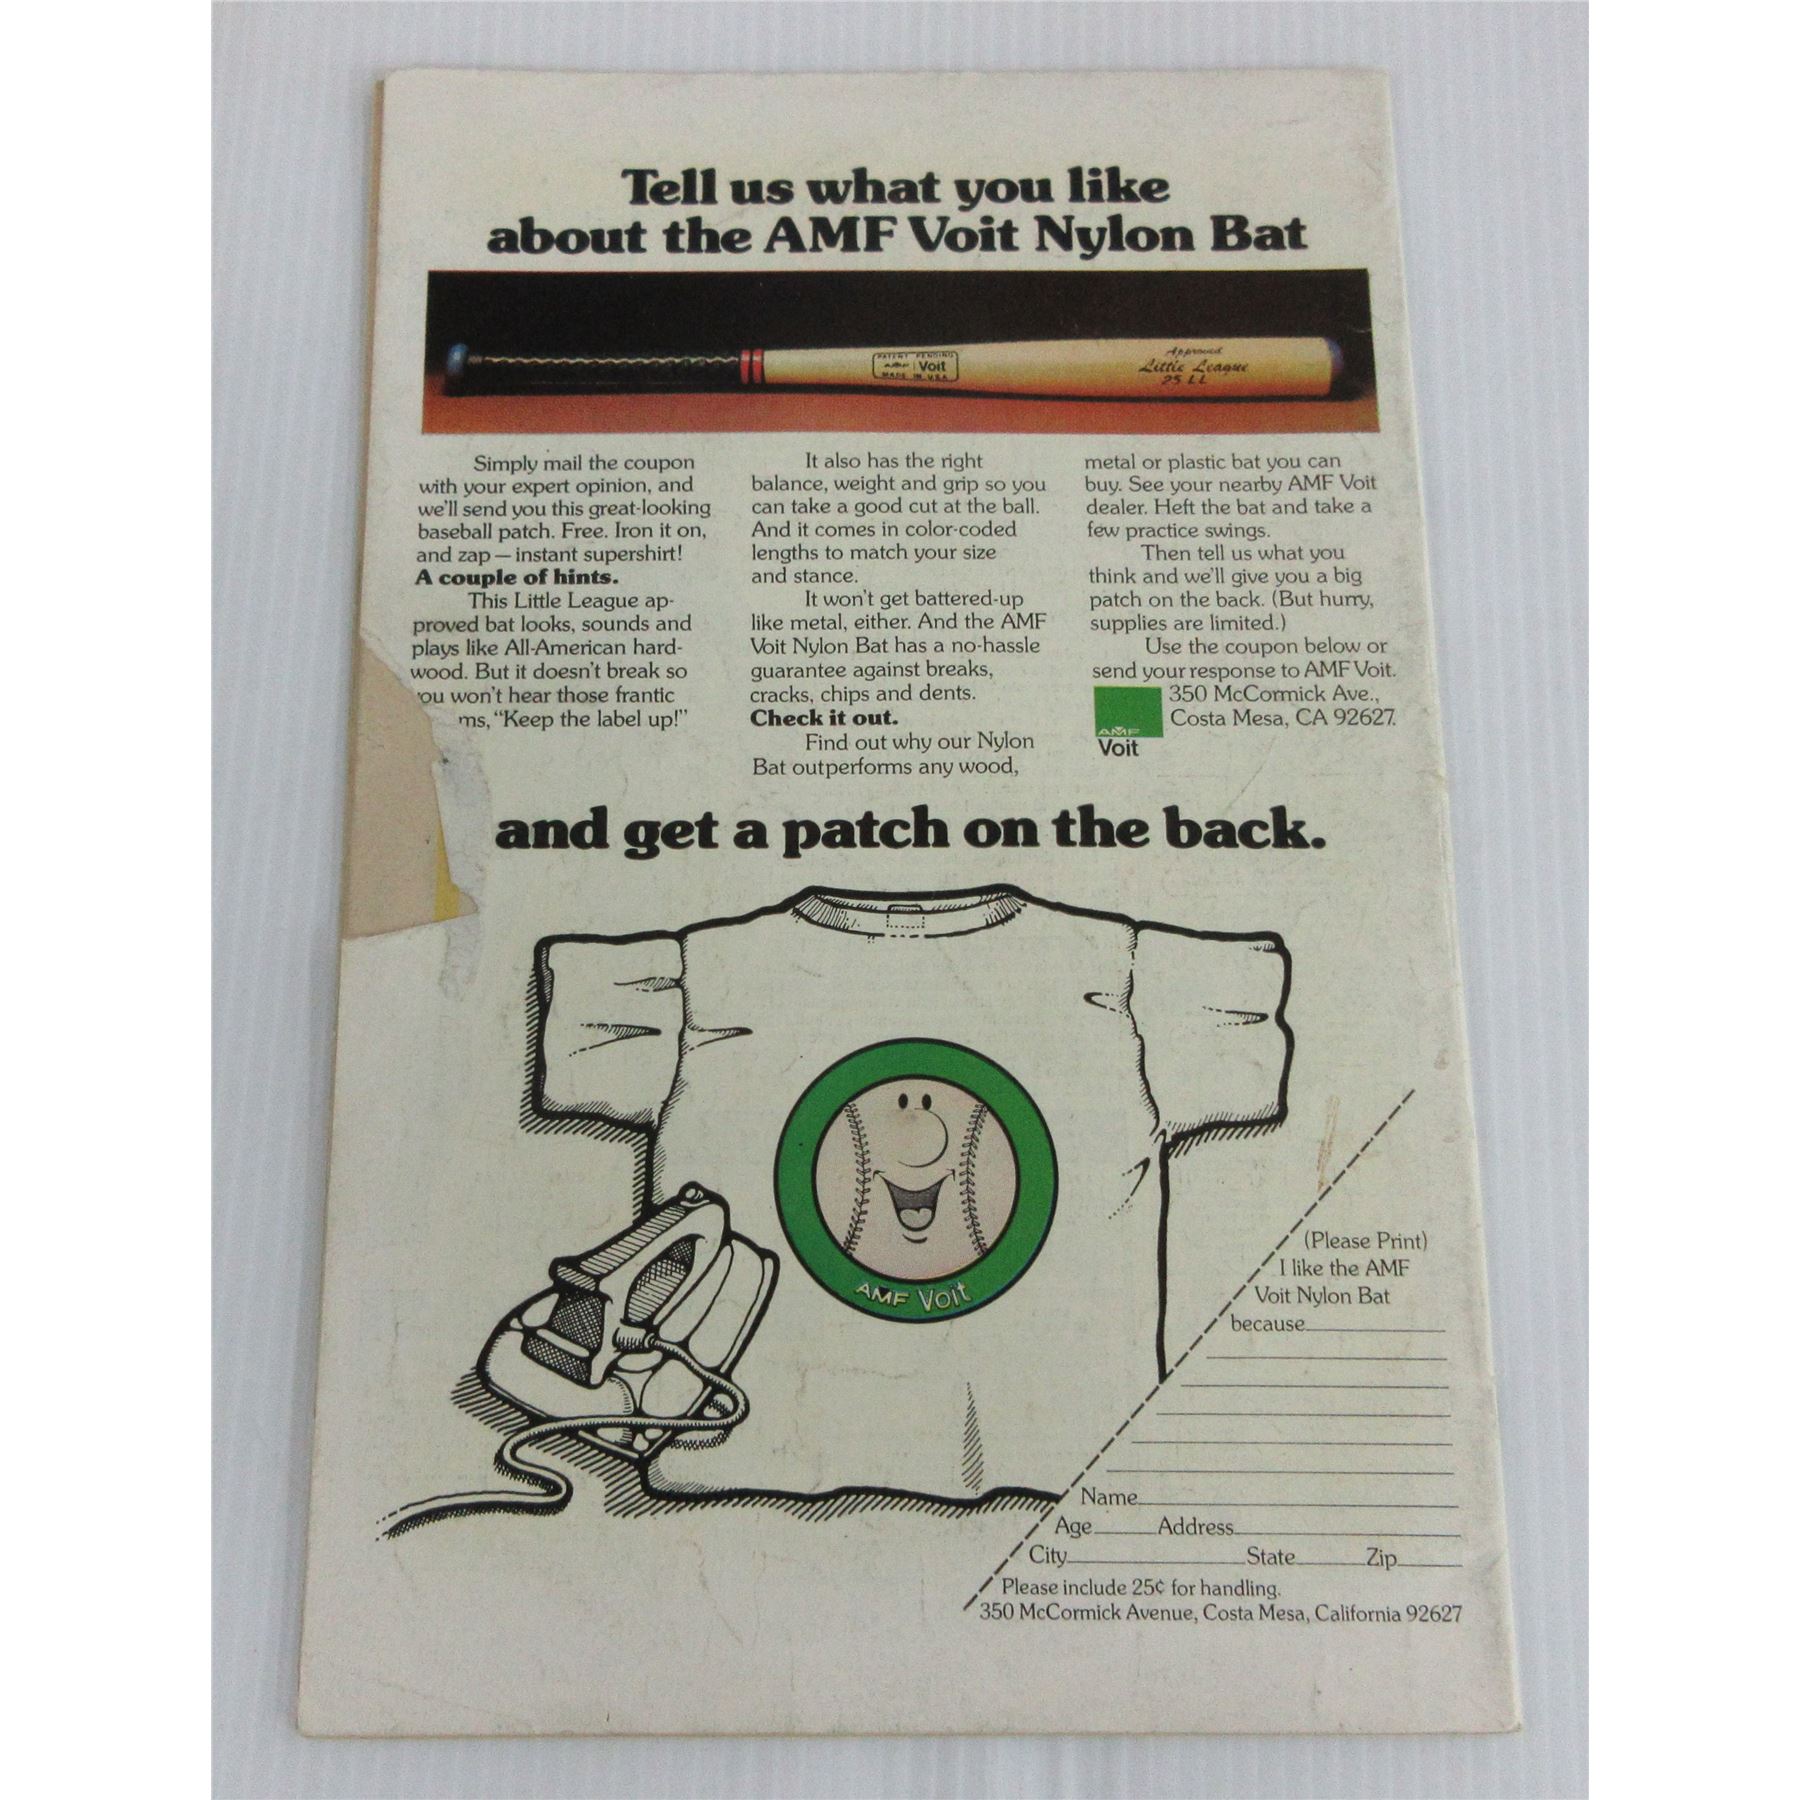 Tell us what you like
about the AMF Voit Nylon Bat
PATENT PENDING
AMF Voit
MADE IN U.S.A.
Approved
Little League
25 LL
Simply mail the coupon
with your expert opinion, and
we'll send you this great-looking
baseball patch. Free. Iron it on,
and zap — instant supershirt!
A couple of hints.
This Little League ap-
proved bat looks, sounds and
plays like All-American hard-
wood. But it doesn't break so
you won't hear those frantic
ms, "Keep the label up!"
It also has the right
balance, weight and grip so you
can take a good cut at the ball.
And it comes in color-coded
lengths to match your size
and stance.
It won't get battered-up
like metal, either. And the AMF
Voit Nylon Bat has a no-hassle
guarantee against breaks,
cracks, chips and dents.
Check it out.
Find out why our Nylon
Bat outperforms any wood,
metal or plastic bat you can
buy. See your nearby AMF Voit
dealer. Heft the bat and take a
few practice swings.
Then tell us what you
think and we'll give you a big
patch on the back. (But hurry,
supplies are limited.)
Use the coupon below or
send your response to AMF Voit.
350 McCormick Ave.,
Costa Mesa, CA 92627.
AMF
Voit
and get a patch on the back.
AMF Voit
(Please Print)
I like the AMF
Voit Nylon Bat
because
Name
Age Address
City State Zip
Please include 25¢ for handling.
350 McCormick Avenue, Costa Mesa, California 92627